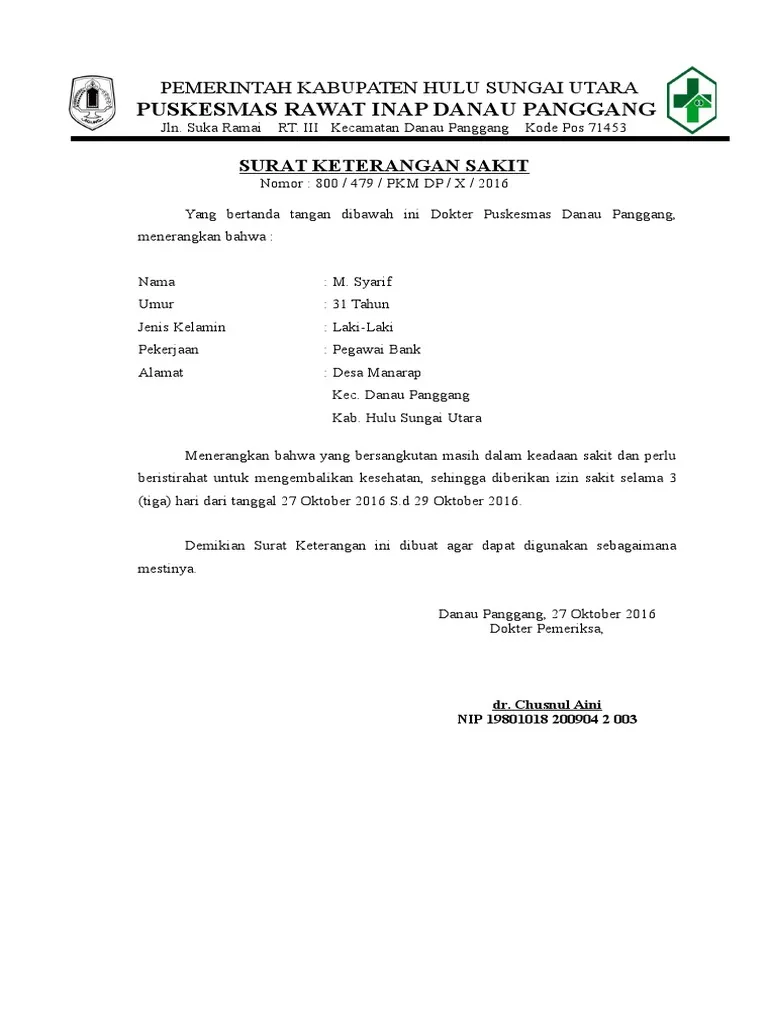 PEMERINTAH KABUPATEN HULU SUNGAI UTARA
PUSKESMAS RAWAT INAP DANAU PANGGANG
Jln. Suka Ramai RT. III Kecamatan Danau Panggang Kode Pos 71453
SURAT KETERANGAN SAKIT
Nomor : 800 / 479 / PKM DP / X / 2016
Yang bertanda tangan dibawah ini Dokter Puskesmas Danau Panggang,
menerangkan bahwa :
Nama : M. Syarif
Umur : 31 Tahun
Jenis Kelamin : Laki-Laki
Pekerjaan : Pegawai Bank
Alamat : Desa Manarap
Kec. Danau Panggang
Kab. Hulu Sungai Utara
Menerangkan bahwa yang bersangkutan masih dalam keadaan sakit dan perlu
beristirahat untuk mengembalikan kesehatan, sehingga diberikan izin sakit selama 3
(tiga) hari dari tanggal 27 Oktober 2016 S.d 29 Oktober 2016.
Demikian Surat Keterangan ini dibuat agar dapat digunakan sebagaimana
mestinya.
Danau Panggang, 27 Oktober 2016
Dokter Pemeriksa,
dr. Chusnul Aini
NIP 19801018 200904 2 003